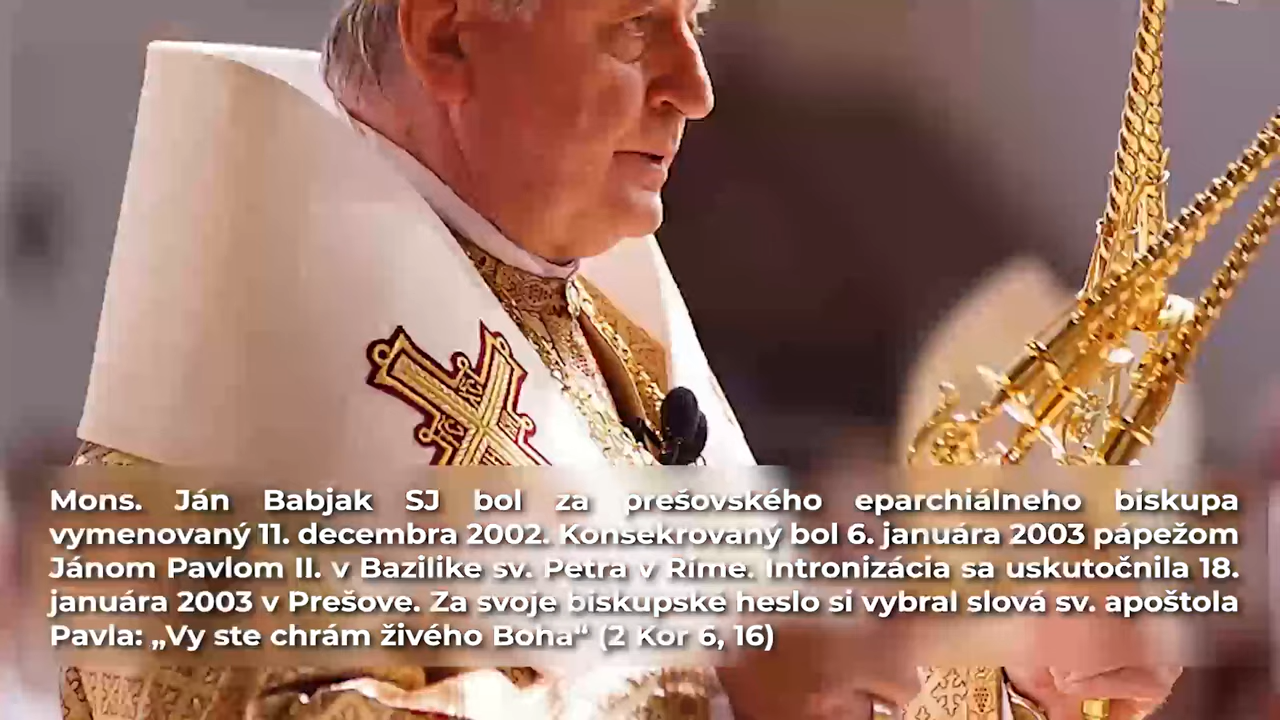 Mons. Ján Babjak SJ bol za prešovského eparchiálneho biskupa
vymenovaný 11. decembra 2002. Konsekrovaný bol 6. januára 2003 pápežom
Jánom Pavlom II. v Bazilike sv. Petra v Ríme. Intronizácia sa uskutočnila 18.
januára 2003 v Prešove. Za svoje biskupské heslo si vybral slová sv. apoštola
Pavla: „Vy ste chrám živého Boha“ (2 Kor 6, 16)